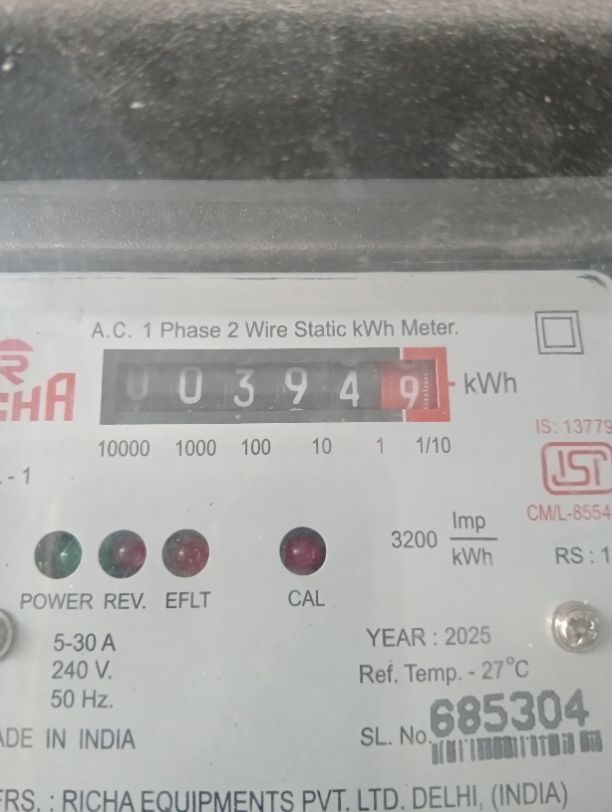 A.C. 1 Phase 2 Wire Static kWh Meter.
R
CHA
0 0 3 9 4 9 kWh
10000 1000 100 10 1 1/10
IS: 13779
ISI
CM/L-8554
- 1
3200 Imp/kWh
RS : 1
POWER REV. EFLT CAL
5-30 A
YEAR : 2025
240 V.
Ref. Temp. - 27°C
50 Hz.
ADE IN INDIA
SL. No. 685304
FRS. : RICHA EQUIPMENTS PVT. LTD. DELHI, (INDIA)